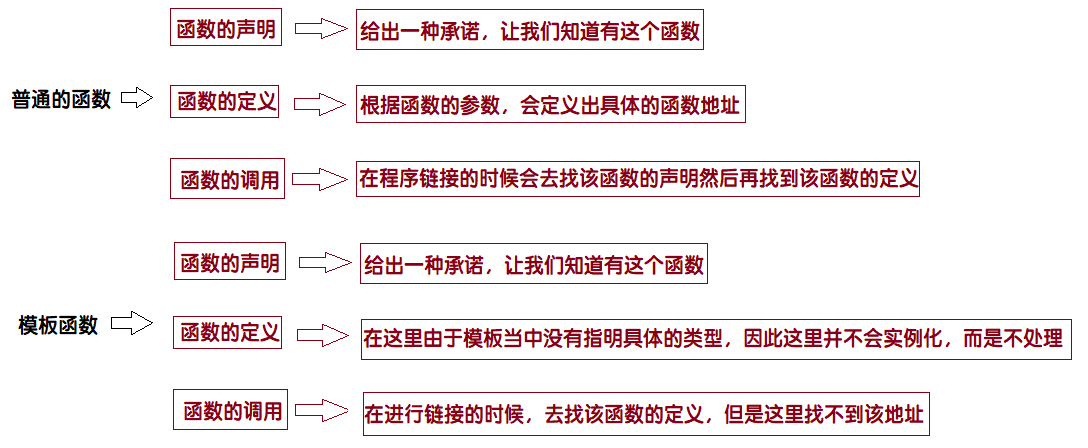 函数的声明 给出一种承诺，让我们知道有这个函数
普通的函数 函数的定义 根据函数的参数，会定义出具体的函数地址
函数的调用 在程序链接的时候会去找该函数的声明然后再找到该函数的定义
函数的声明 给出一种承诺，让我们知道有这个函数
模板函数 函数的定义 在这里由于模板当中没有指明具体的类型，因此这里并不会实例化，而是不处理
函数的调用 在进行链接的时候，去找该函数的定义，但是这里找不到该地址